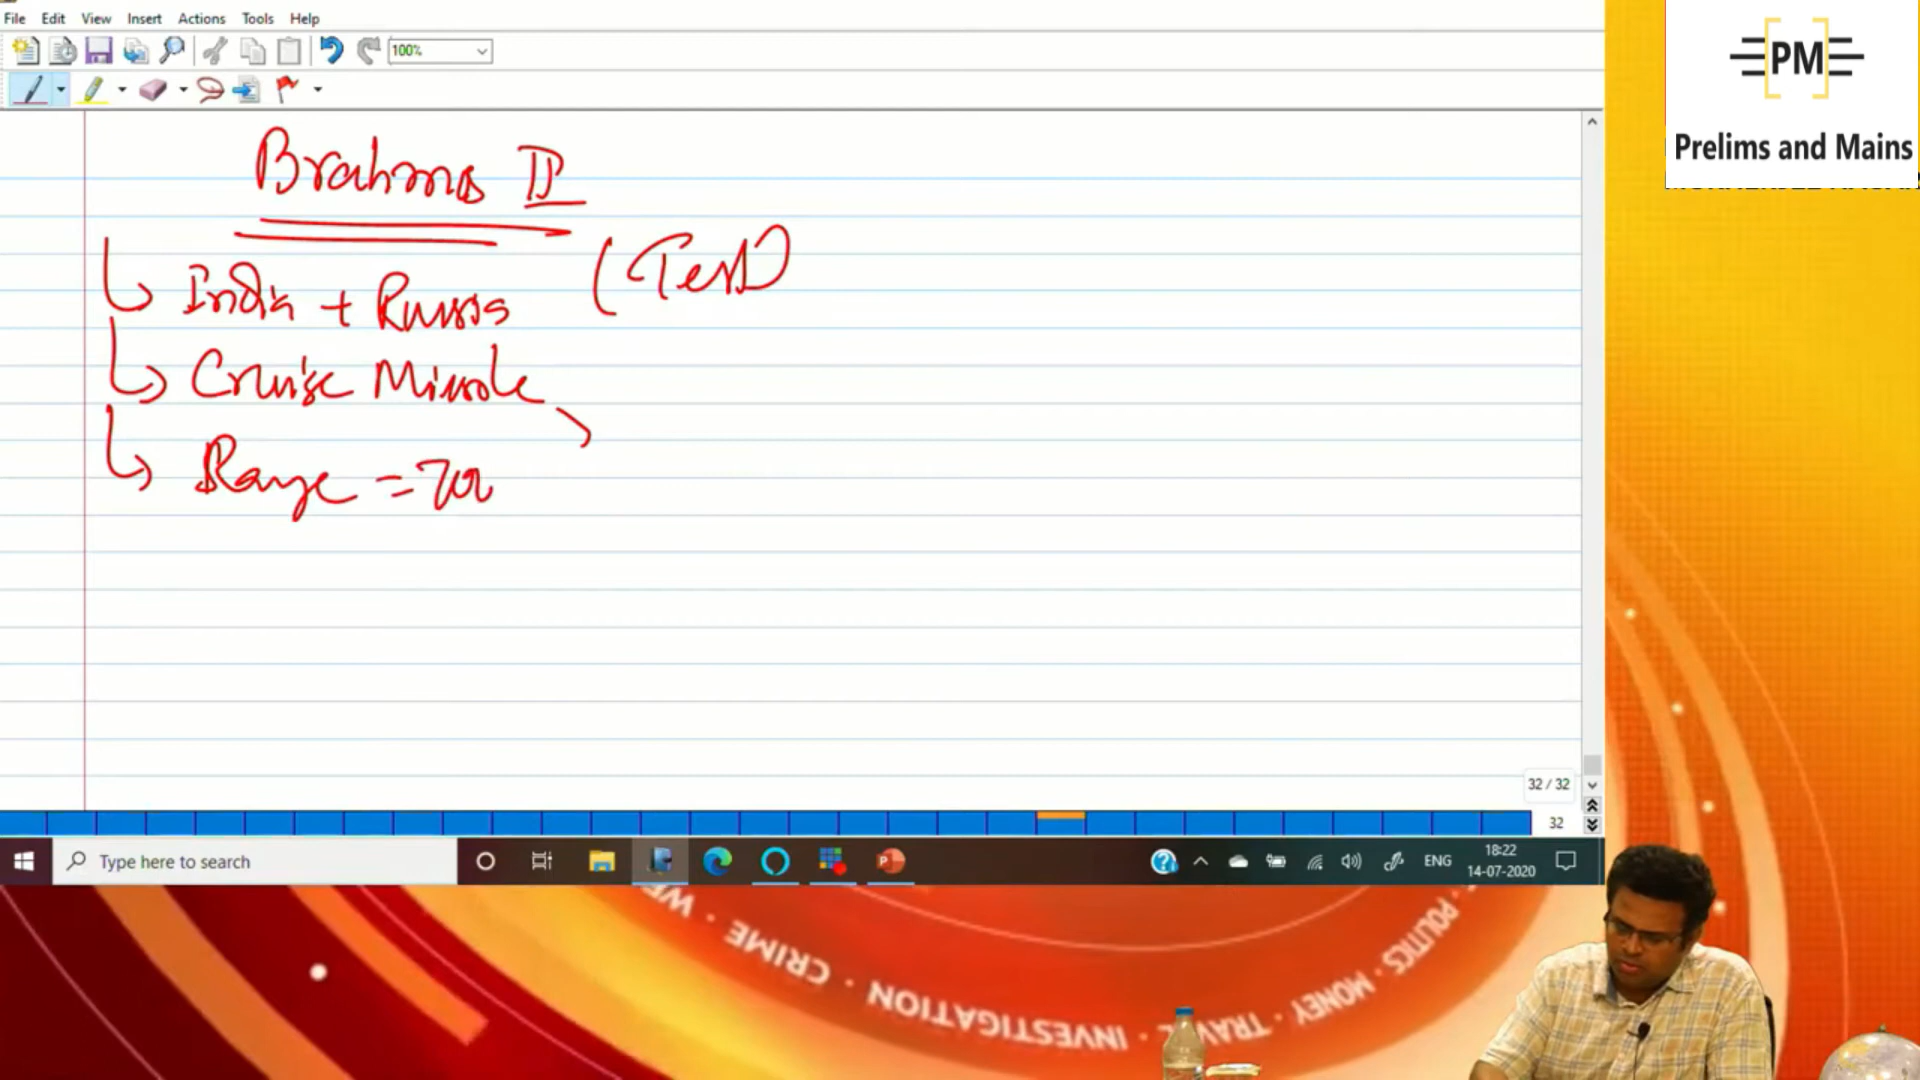 File Edit View Insert Actions Tools Help
100%
PM
Prelims and Mains
Brahmos II
(Test)
India + Russia
Cruise Missile
Range = 700
32 / 32
32
Type here to search
ENG
18:22
14-07-2020
WE · CRIME · INVESTIGATION · TRAVEL · MONEY · POLITICS ·